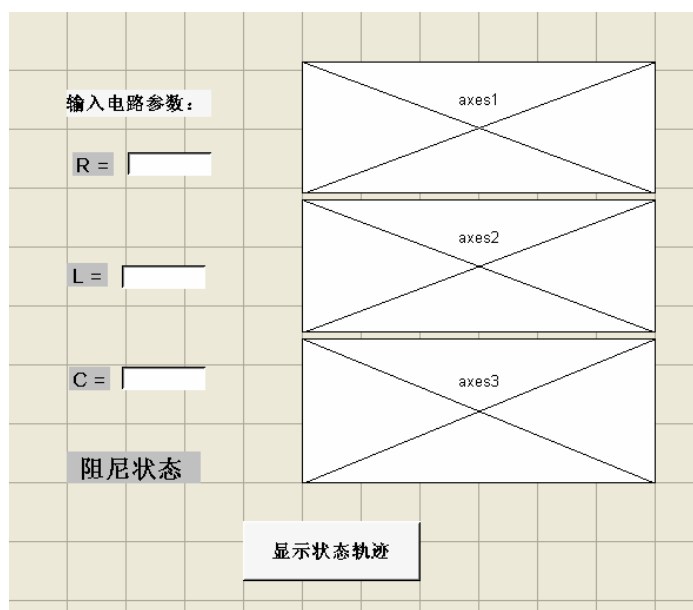 输入电路参数：
R =
L =
C =
阻尼状态
axes1
axes2
axes3
显示状态轨迹